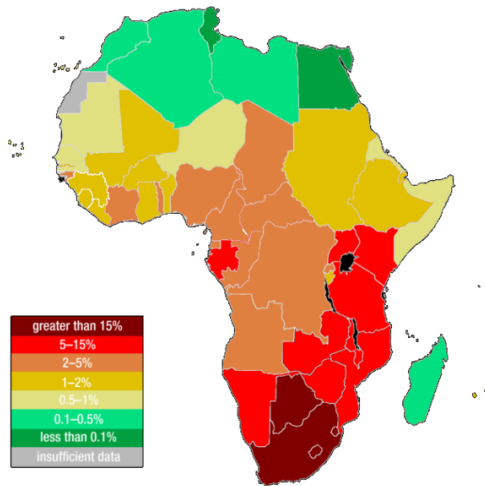 greater than 15%
5–15%
2–5%
1–2%
0.5–1%
0.1–0.5%
less than 0.1%
insufficient data